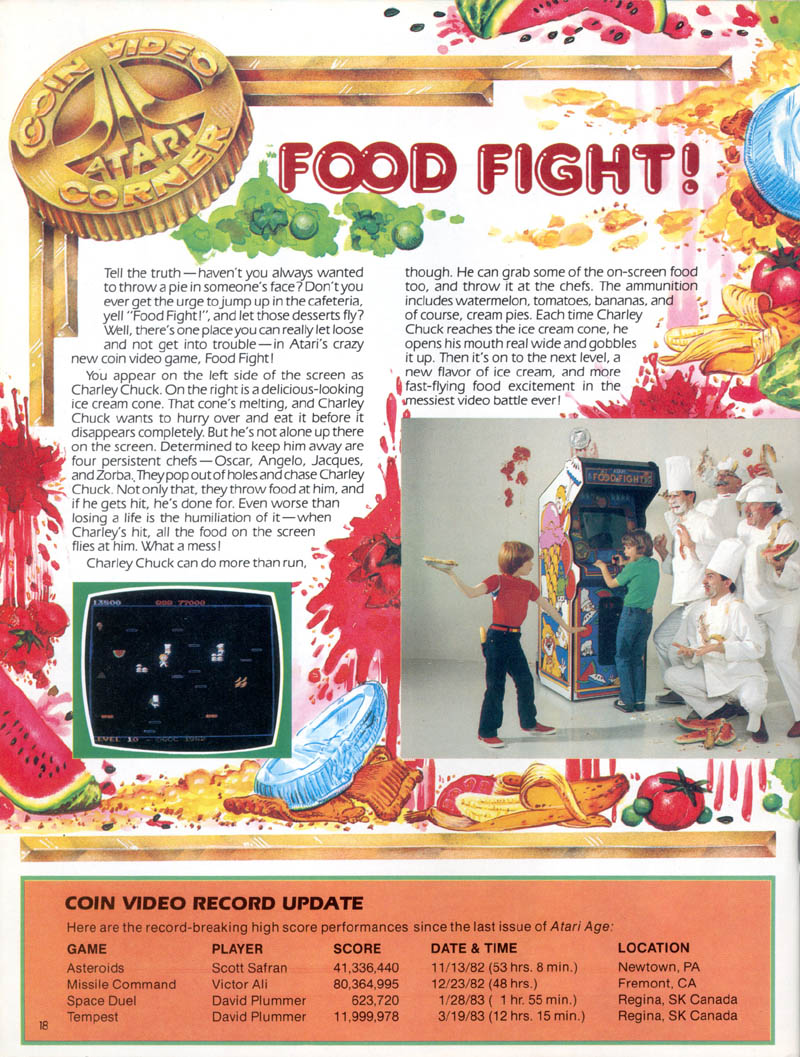 COIN VIDEO
ATARI
CORNER
FOOD FIGHT!
Tell the truth—haven't you always wanted
to throw a pie in someone's face? Don't you
ever get the urge to jump up in the cafeteria,
yell "Food Fight!", and let those desserts fly?
Well, there's one place you can really let loose
and not get into trouble—in Atari's crazy
new coin video game, Food Fight!
You appear on the left side of the screen as
Charley Chuck. On the right is a delicious-looking
ice cream cone. That cone's melting, and Charley
Chuck wants to hurry over and eat it before it
disappears completely. But he's not alone up there
on the screen. Determined to keep him away are
four persistent chefs—Oscar, Angelo, Jacques,
and Zorba. They pop out of holes and chase Charley
Chuck. Not only that, they throw food at him, and
if he gets hit, he's done for. Even worse than
losing a life is the humiliation of it—when
Charley's hit, all the food on the screen
flies at him. What a mess!
Charley Chuck can do more than run,
though. He can grab some of the on-screen food
too, and throw it at the chefs. The ammunition
includes watermelon, tomatoes, bananas, and
of course, cream pies. Each time Charley
Chuck reaches the ice cream cone, he
opens his mouth real wide and gobbles
it up. Then it's on to the next level, a
new flavor of ice cream, and more
fast-flying food excitement in the
messiest video battle ever!
13800 77000
LEVEL 10 1982
FOOD FIGHT
COIN VIDEO RECORD UPDATE
Here are the record-breaking high score performances since the last issue of Atari Age:
GAME PLAYER SCORE DATE & TIME LOCATION
Asteroids Scott Safran 41,336,440 11/13/82 (53 hrs. 8 min.) Newtown, PA
Missile Command Victor Ali 80,364,995 12/23/82 (48 hrs.) Fremont, CA
Space Duel David Plummer 623,720 1/28/83 ( 1 hr. 55 min.) Regina, SK Canada
Tempest David Plummer 11,999,978 3/19/83 (12 hrs. 15 min.) Regina, SK Canada
18